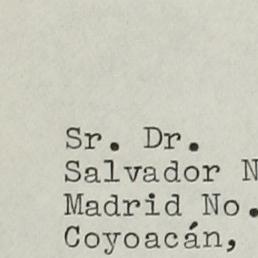 Sr. Dr.
Salvador N
Madrid No.
Coyoacán,